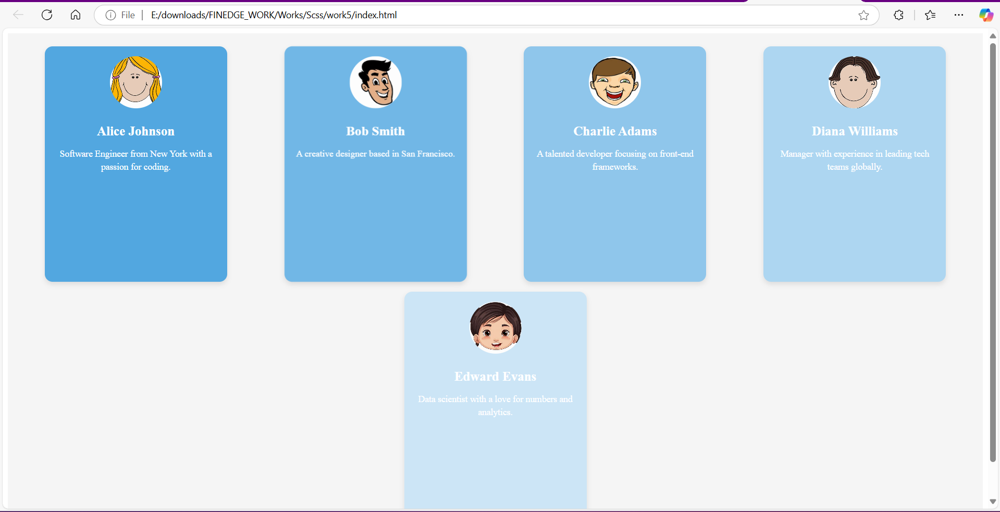 File
E:/downloads/FINEDGE_WORK/Works/Scss/work5/index.html
Alice Johnson
Software Engineer from New York with a
passion for coding.
Bob Smith
A creative designer based in San Francisco.
Charlie Adams
A talented developer focusing on front-end
frameworks.
Diana Williams
Manager with experience in leading tech
teams globally.
Edward Evans
Data scientist with a love for numbers and
analytics.